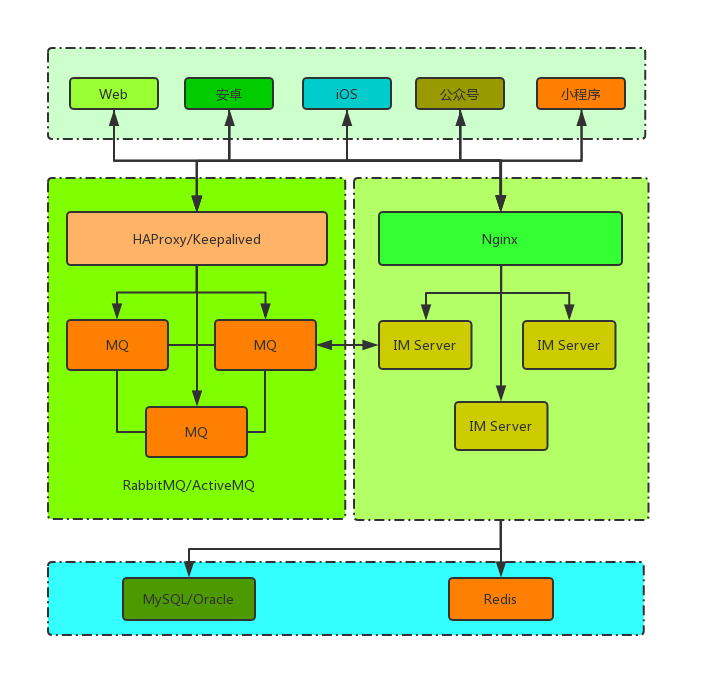 Web
安卓
iOS
公众号
小程序
HAProxy/Keepalived
Nginx
MQ
MQ
IM Server
IM Server
MQ
IM Server
RabbitMQ/ActiveMQ
MySQL/Oracle
Redis